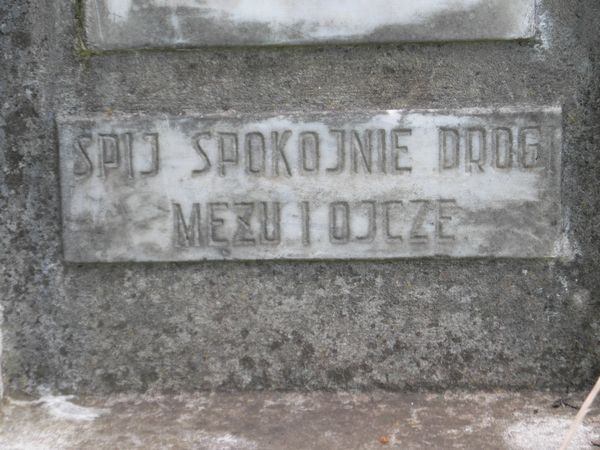 SPIJ SPOKOJNIE DROGI
MĘŻU I OJCZE